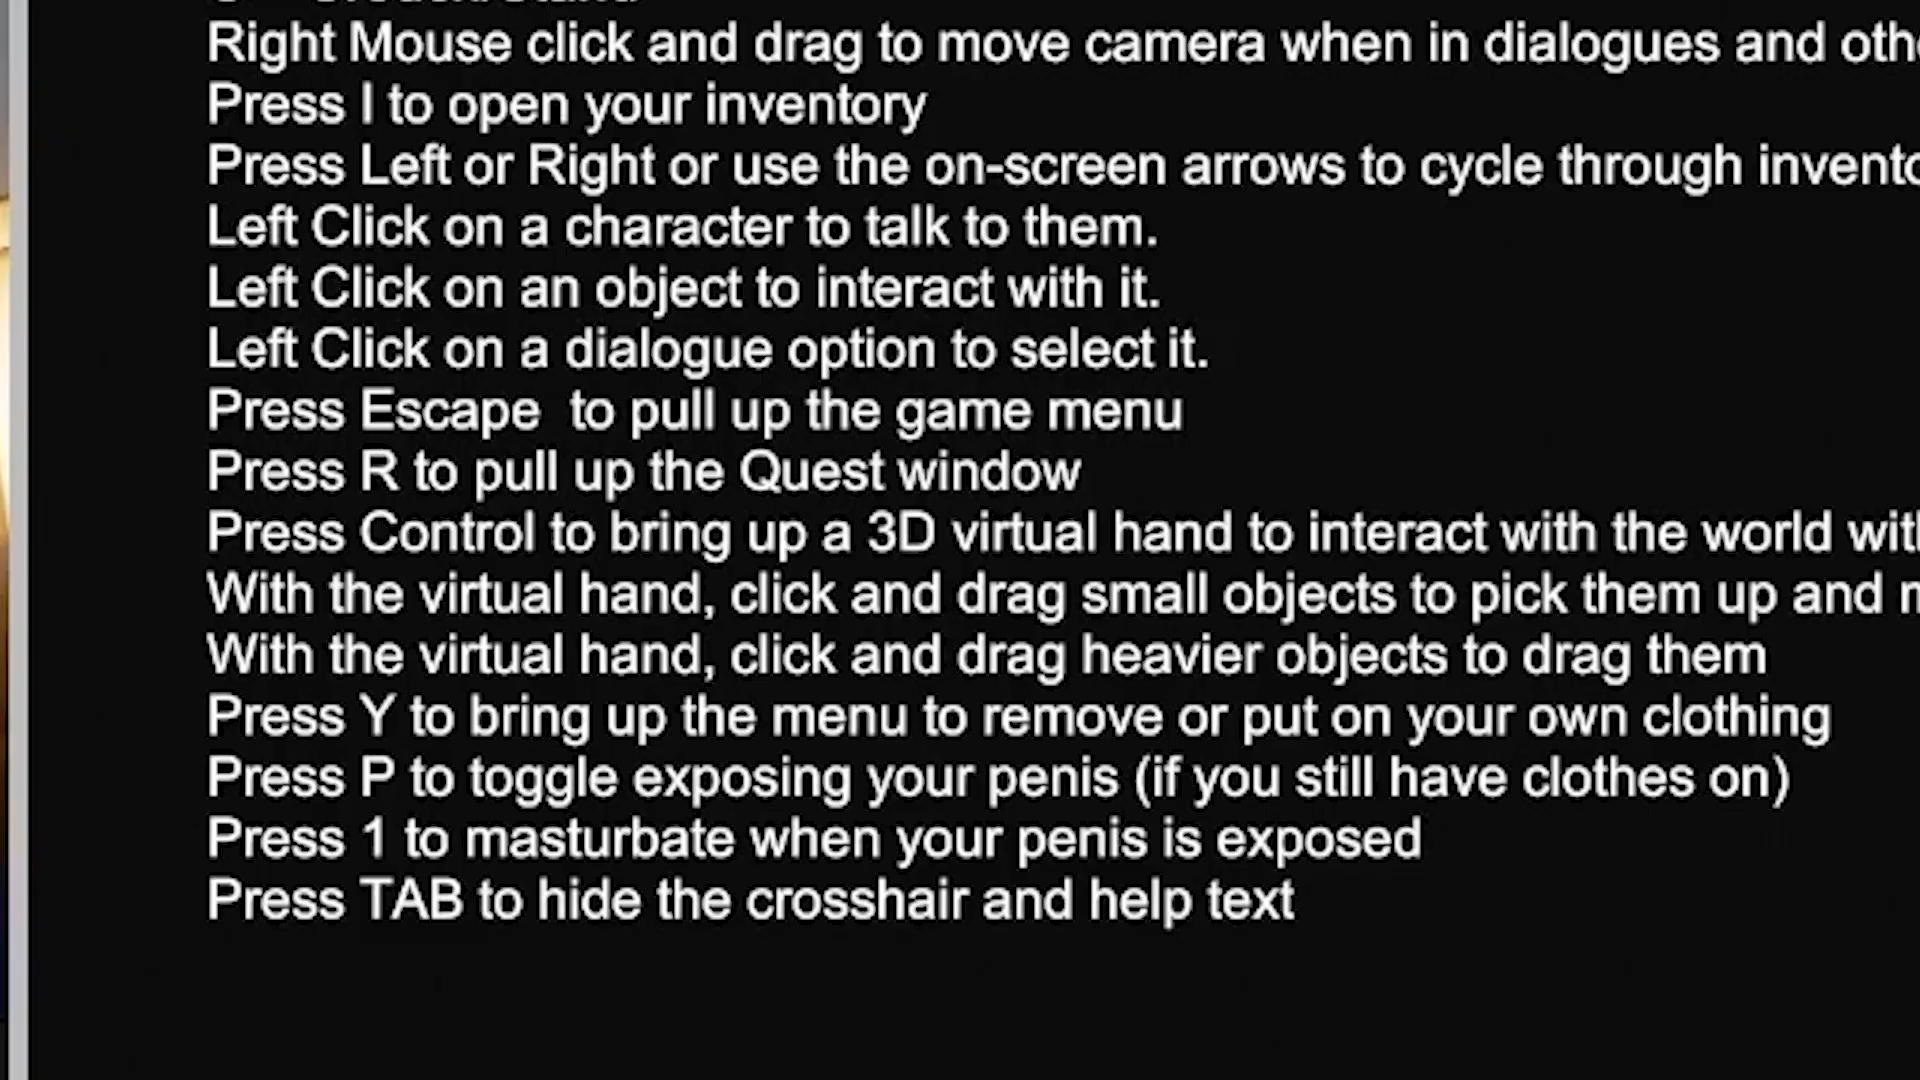 Right Mouse click and drag to move camera when in dialogues and
Press I to open your inventory
Press Left or Right or use the on-screen arrows to cycle through
Left Click on a character to talk to them.
Left Click on an object to interact with it.
Left Click on a dialogue option to select it.
Press Escape  to pull up the game menu
Press R to pull up the Quest window
Press Control to bring up a 3D virtual hand to interact with the world
With the virtual hand, click and drag small objects to pick them up and
With the virtual hand, click and drag heavier objects to drag them
Press Y to bring up the menu to remove or put on your own clothing
Press P to toggle exposing your penis (if you still have clothes on)
Press 1 to masturbate when your penis is exposed
Press TAB to hide the crosshair and help text